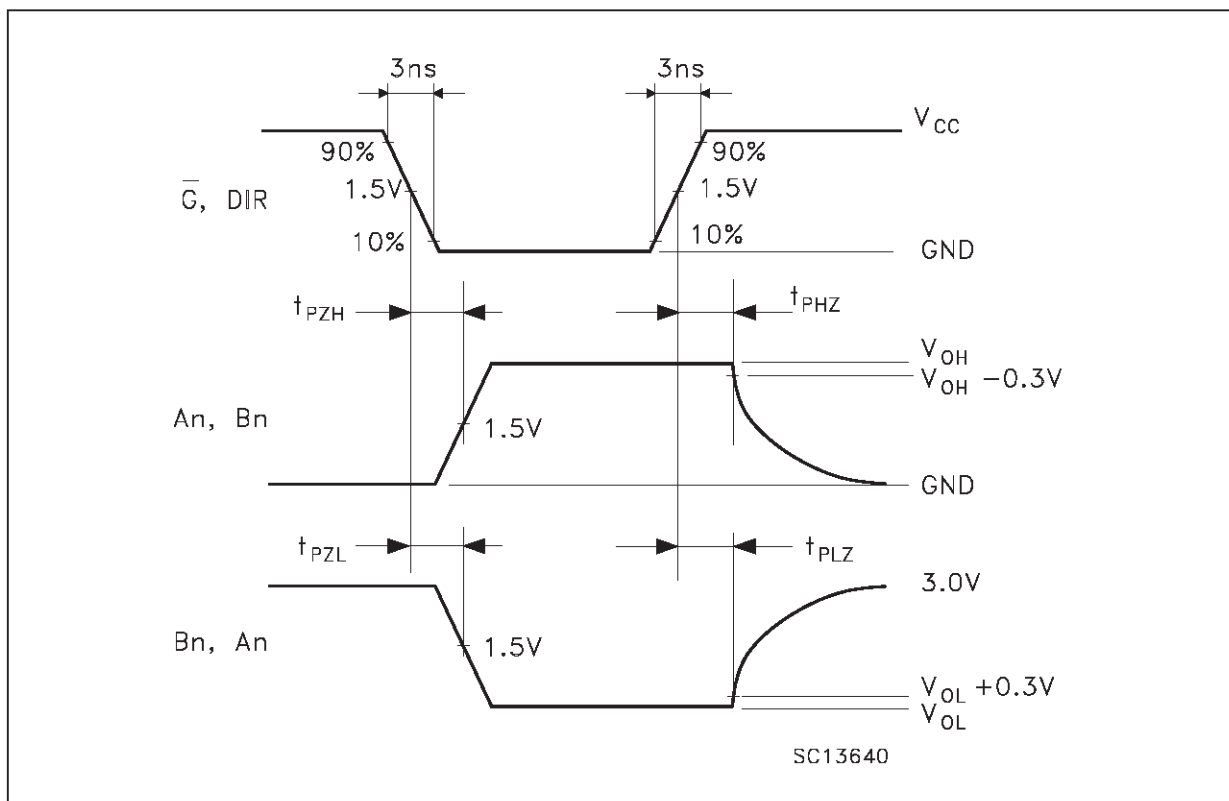 3ns 3ns
V_CC
90% 90%
G̅, DIR 1.5V 1.5V
10% 10%
GND
t_PZH t_PHZ
V_OH
V_OH −0.3V
An, Bn 1.5V
GND
t_PZL t_PLZ
3.0V
Bn, An 1.5V
V_OL +0.3V
V_OL
SC13640